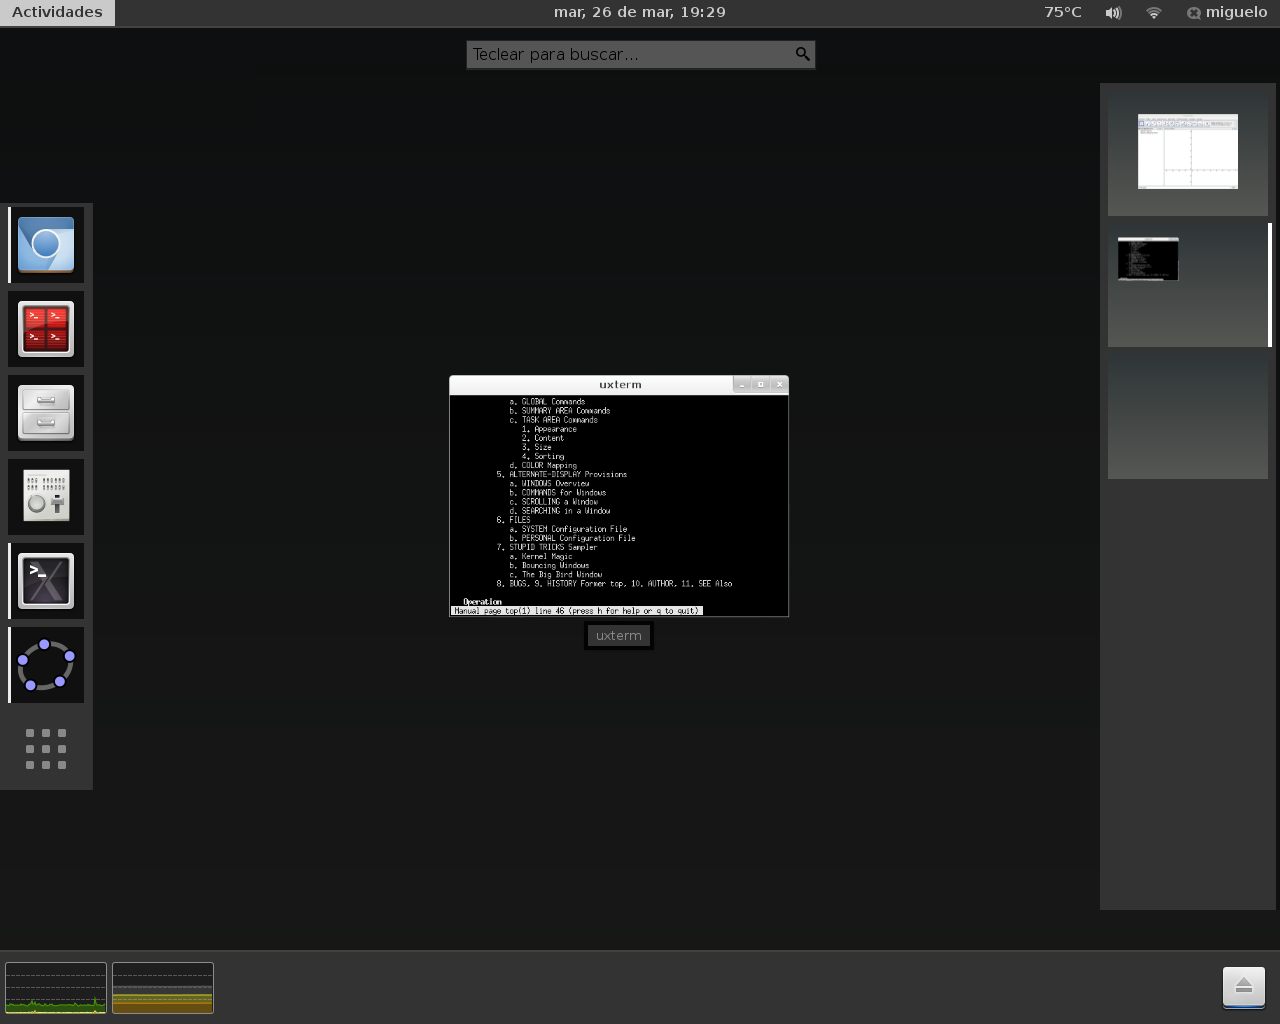 Actividades
mar, 26 de mar, 19:29
75°C
miguelo
Teclear para buscar...
uxterm
a. GLOBAL Commands
b. SUMMARY AREA Commands
c. TASK AREA Commands
1. Appearance
2. Content
3. Size
4. Sorting
d. COLOR Mapping
5. ALTERNATE-DISPLAY Provisions
a. WINDOWS Overview
b. COMMANDS for Windows
c. SCROLLING a Window
d. SEARCHING in a Window
6. FILES
a. SYSTEM Configuration File
b. PERSONAL Configuration File
7. STUPID TRICKS Sampler
a. Kernel Magic
b. Bouncing Windows
c. The Big Bird Window
8. BUGS, 9. HISTORY Former top, 10. AUTHOR, 11. SEE Also
Operation
Manual page top(1) line 46 (press h for help or q to quit)
uxterm